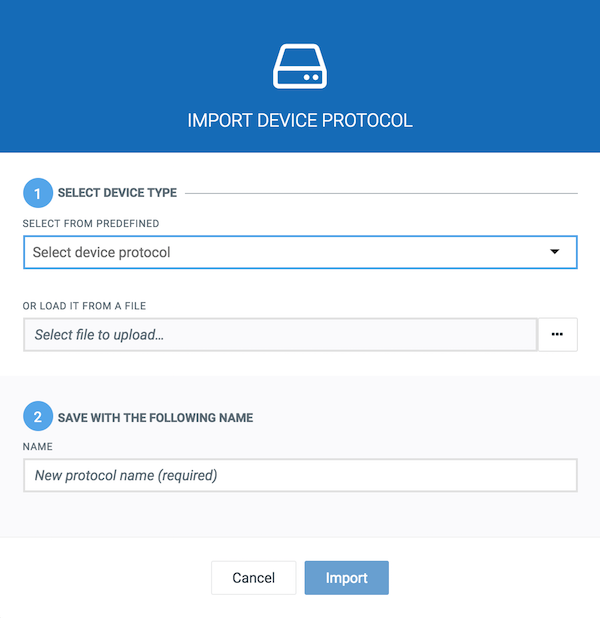 IMPORT DEVICE PROTOCOL
1 SELECT DEVICE TYPE
SELECT FROM PREDEFINED
Select device protocol
OR LOAD IT FROM A FILE
Select file to upload...
2 SAVE WITH THE FOLLOWING NAME
NAME
New protocol name (required)
Cancel Import